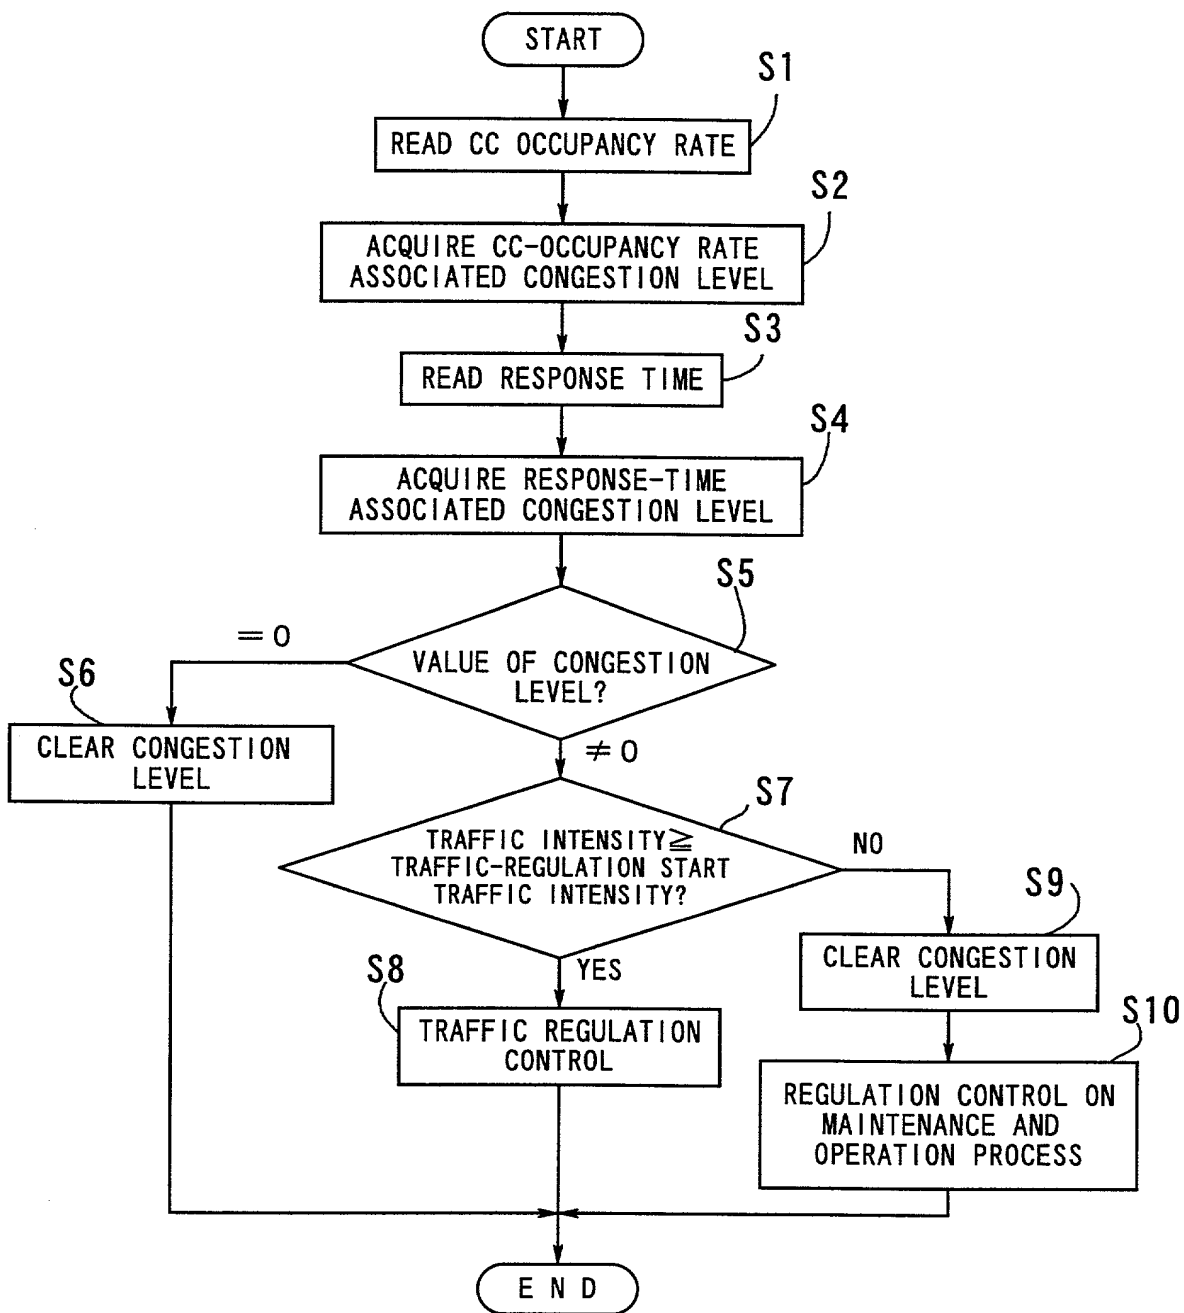 START
S1
READ CC OCCUPANCY RATE
S2
ACQUIRE CC-OCCUPANCY RATE
ASSOCIATED CONGESTION LEVEL
S3
READ RESPONSE TIME
S4
ACQUIRE RESPONSE-TIME
ASSOCIATED CONGESTION LEVEL
S5
VALUE OF CONGESTION
LEVEL?
=0
S6
CLEAR CONGESTION
LEVEL
≠0
S7
TRAFFIC INTENSITY≧
TRAFFIC-REGULATION START
TRAFFIC INTENSITY?
NO
YES
S8
TRAFFIC REGULATION
CONTROL
S9
CLEAR CONGESTION
LEVEL
S10
REGULATION CONTROL ON
MAINTENANCE AND
OPERATION PROCESS
END